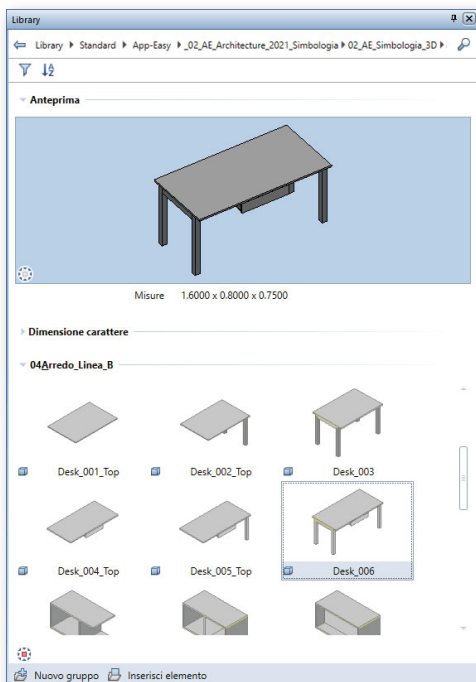 Library
Library Standard App-Easy _02_AE_Architecture_2021_Simbologia 02_AE_Simbologia_3D
Anteprima
Misure 1.6000 x 0.8000 x 0.7500
Dimensione carattere
04Arredo_Linea_B
Desk_001_Top Desk_002_Top Desk_003
Desk_004_Top Desk_005_Top Desk_006
Nuovo gruppo Inserisci elemento